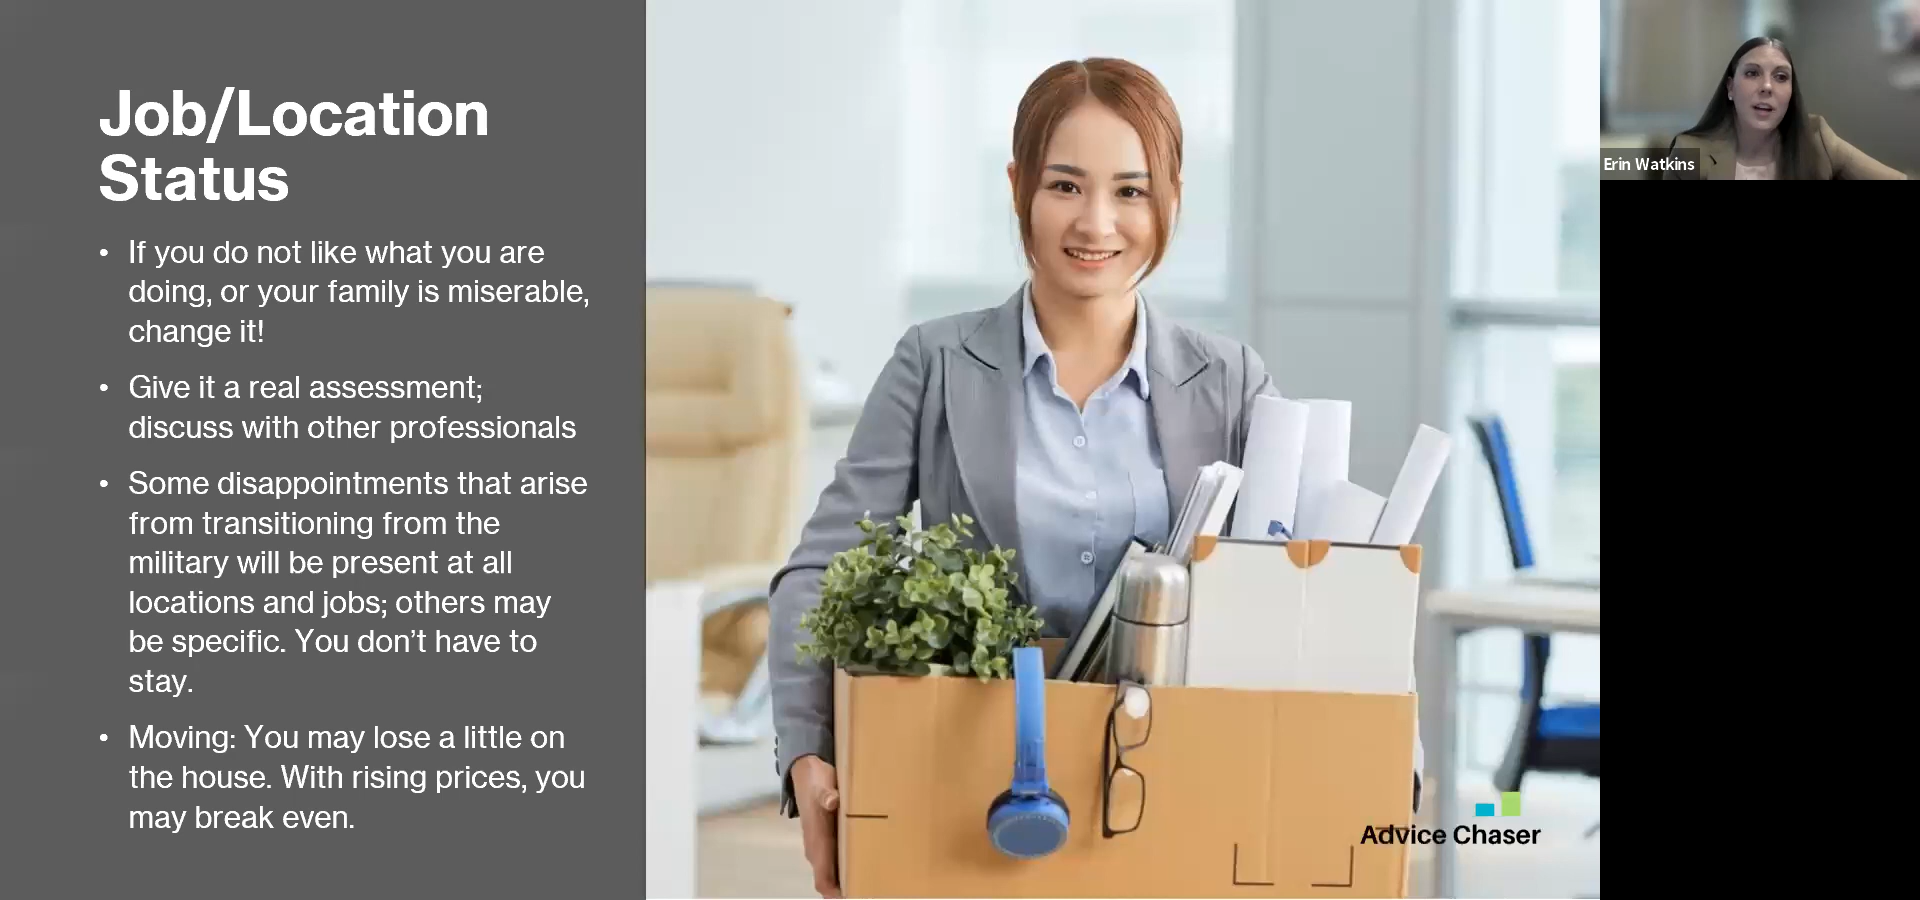 Job/Location
Status
• If you do not like what you are
doing, or your family is miserable,
change it!
• Give it a real assessment;
discuss with other professionals
• Some disappointments that arise
from transitioning from the
military will be present at all
locations and jobs; others may
be specific. You don’t have to
stay.
• Moving: You may lose a little on
the house. With rising prices, you
may break even.
Advice Chaser
Erin Watkins